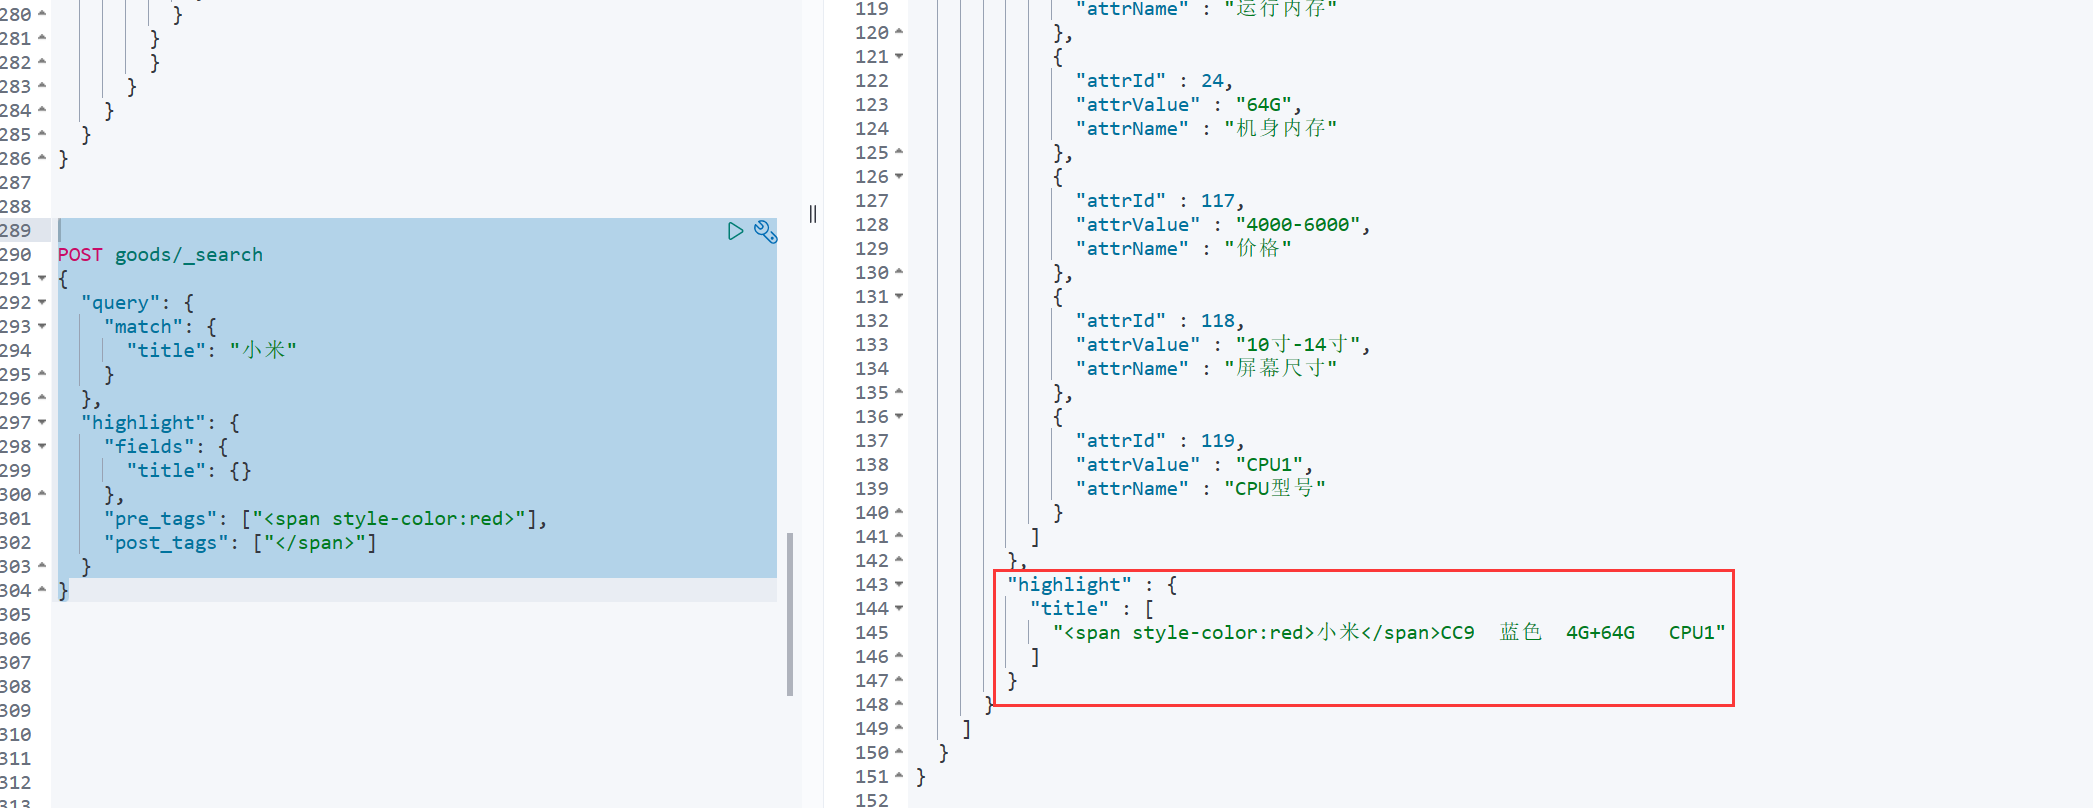 280 }
281 }
282 }
283 }
284 }
285 }
286 }
287
288
289
290 POST goods/_search
291 {
292 "query": {
293 "match": {
294 "title": "小米"
295 }
296 },
297 "highlight": {
298 "fields": {
299 "title": {}
300 },
301 "pre_tags": ["<span style-color:red>"],
302 "post_tags": ["</span>"]
303 }
304 }
305
306
307
308
309
310
311
312
313
119 "attrName" : "运行内存"
120 },
121 {
122 "attrId" : 24,
123 "attrValue" : "64G",
124 "attrName" : "机身内存"
125 },
126 {
127 "attrId" : 117,
128 "attrValue" : "4000-6000",
129 "attrName" : "价格"
130 },
131 {
132 "attrId" : 118,
133 "attrValue" : "10寸-14寸",
134 "attrName" : "屏幕尺寸"
135 },
136 {
137 "attrId" : 119,
138 "attrValue" : "CPU1",
139 "attrName" : "CPU型号"
140 }
141 ]
142 },
143 "highlight" : {
144 "title" : [
145 "<span style-color:red>小米</span>CC9  蓝色  4G+64G   CPU1"
146 ]
147 }
148 }
149 ]
150 }
151 }
152